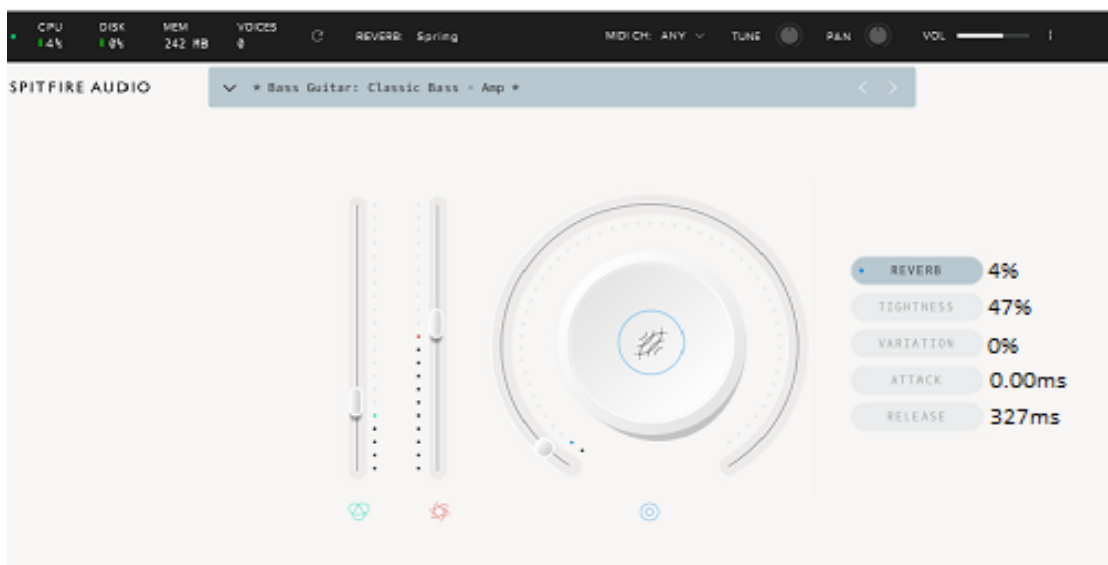 CPU DISK MEM VOICES
4% 0% 242 MB 0 REVERB: Spring MIDI CH: ANY TUNE PAN VOL
SPITFIRE AUDIO * Bass Guitar: Classic Bass - Amp *
REVERB 4%
TIGHTNESS 47%
VARIATION 0%
ATTACK 0.00ms
RELEASE 327ms